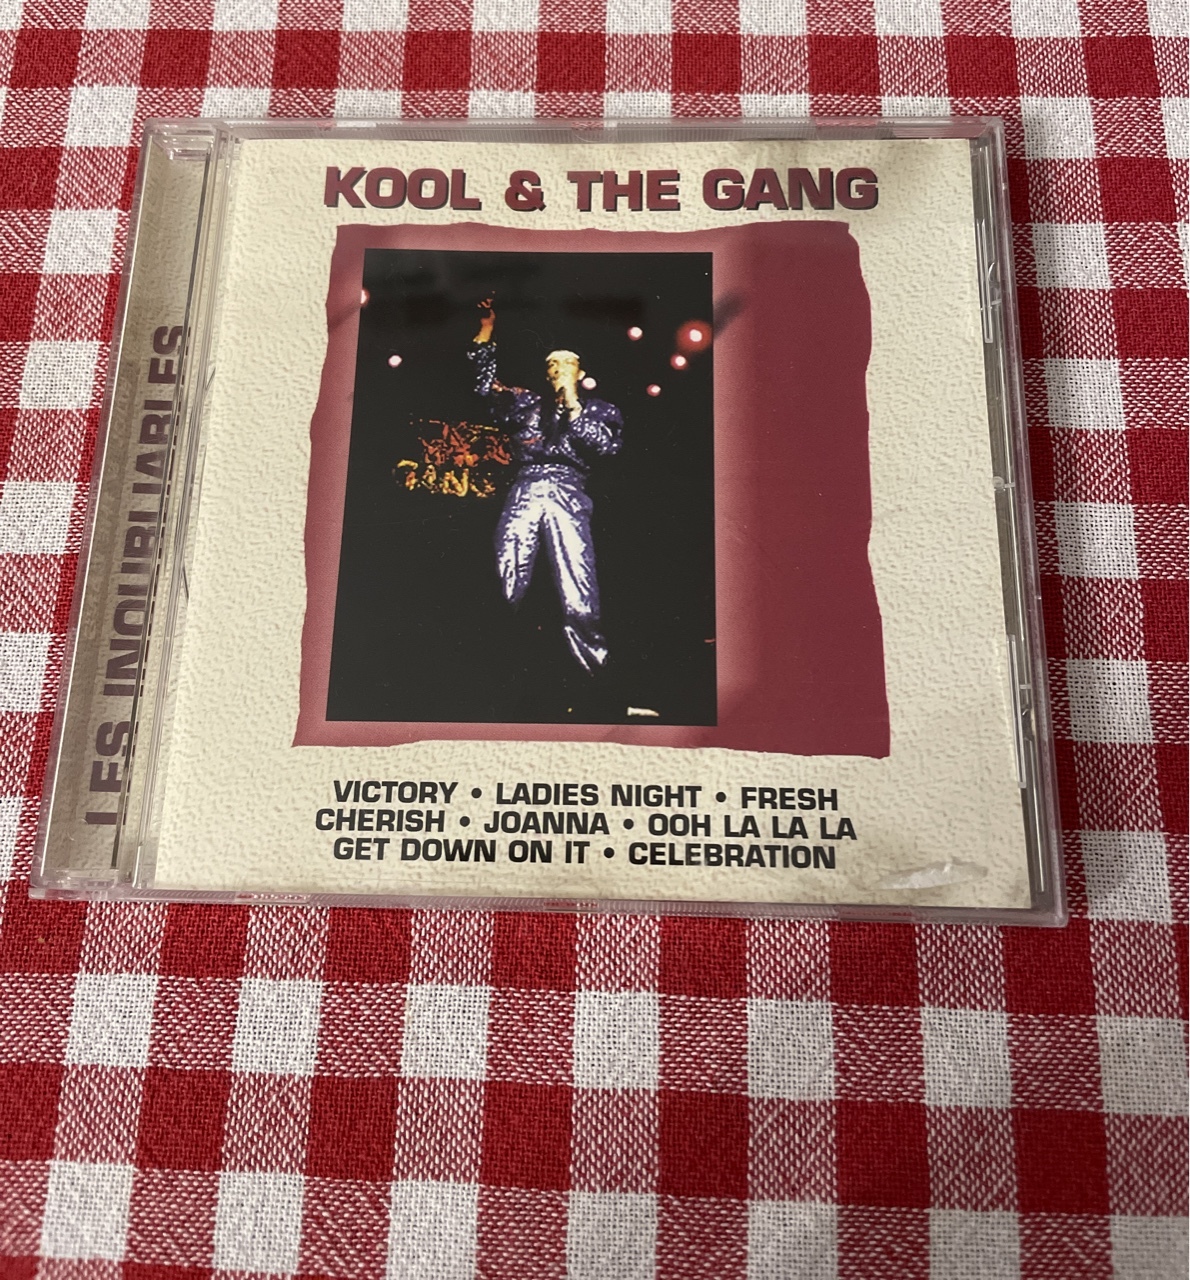 KOOL & THE GANG
GANG
VICTORY • LADIES NIGHT • FRESH
CHERISH • JOANNA • OOH LA LA LA
GET DOWN ON IT • CELEBRATION
LES INOUBLIABLES